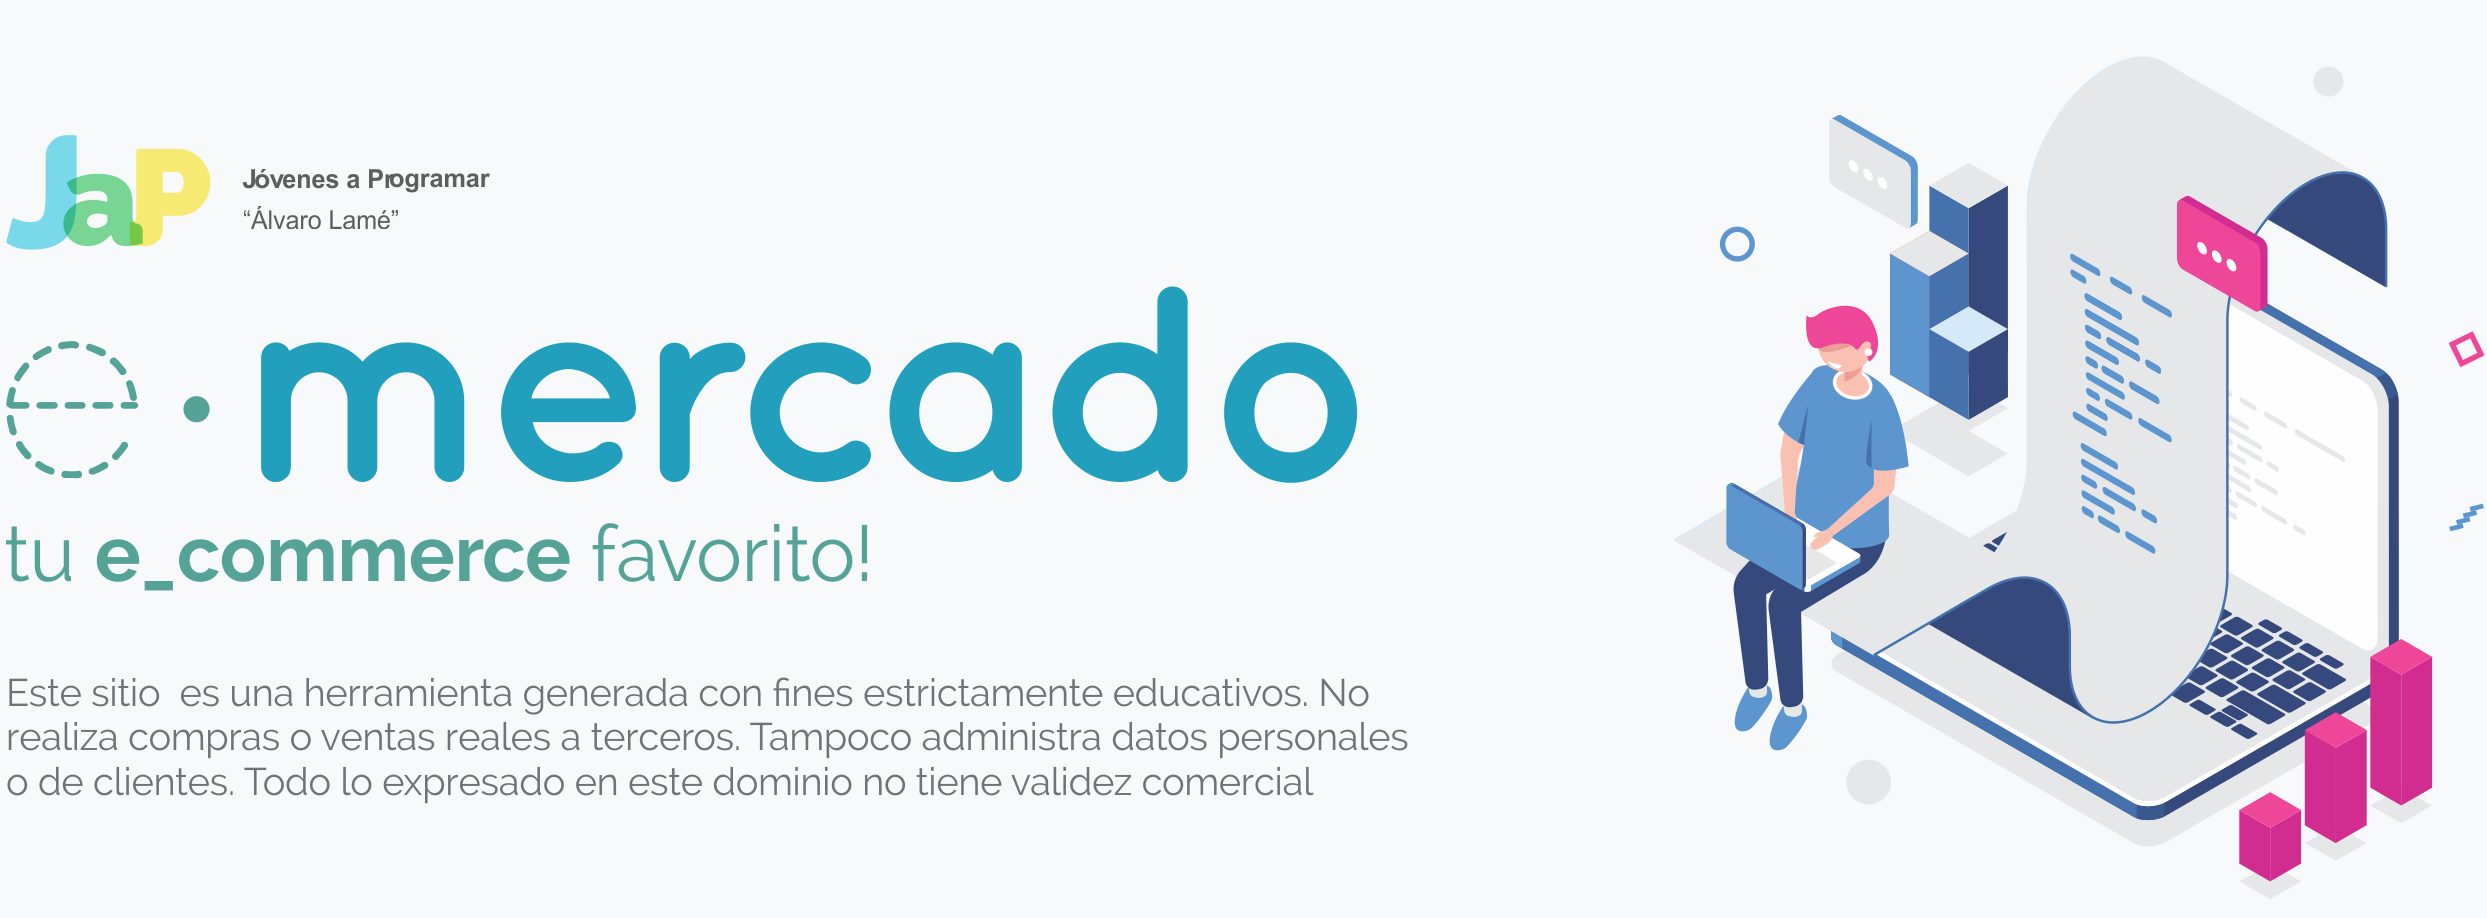 JaP
Jóvenes a Programar
“Álvaro Lamé”
e · mercado
tu e_commerce favorito!
Este sitio  es una herramienta generada con fines estrictamente educativos. No
realiza compras o ventas reales a terceros. Tampoco administra datos personales
o de clientes. Todo lo expresado en este dominio no tiene validez comercial